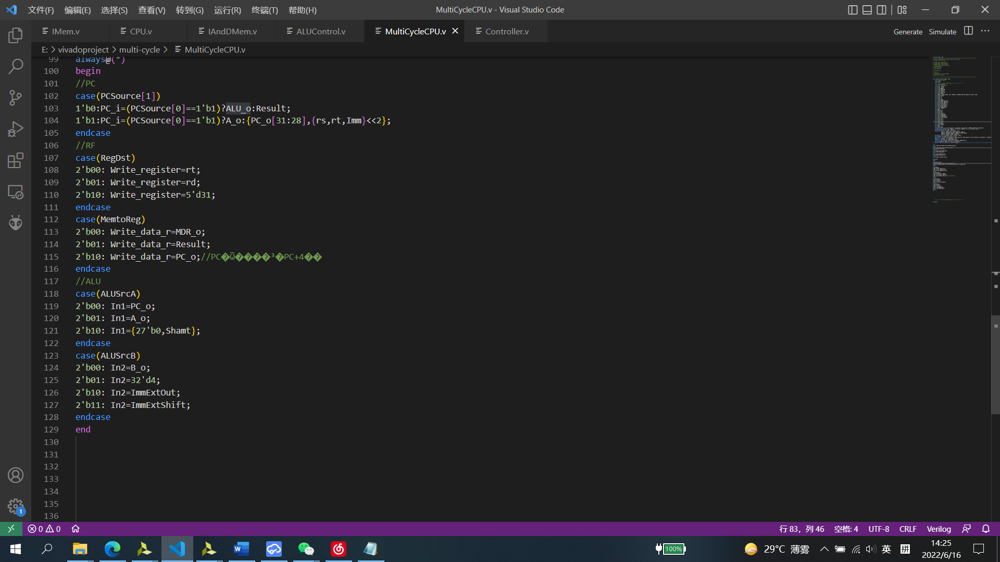 文件(F) 编辑(E) 选择(S) 查看(V) 转到(G) 运行(R) 终端(T) 帮助(H) MultiCycleCPU.v - Visual Studio Code
IMem.v CPU.v IAndDMem.v ALUControl.v MultiCycleCPU.v Controller.v Generate Simulate
E: > vivadoproject > multi-cycle > MultiCycleCPU.v
99 always@(*)
100 begin
101 //PC
102 case(PCSource[1])
103 1'b0:PC_i=(PCSource[0]==1'b1)?ALU_o:Result;
104 1'b1:PC_i=(PCSource[0]==1'b1)?A_o:{PC_o[31:28],{rs,rt,Imm}<<2};
105 endcase
106 //RF
107 case(RegDst)
108 2'b00: Write_register=rt;
109 2'b01: Write_register=rd;
110 2'b10: Write_register=5'd31;
111 endcase
112 case(MemtoReg)
113 2'b00: Write_data_r=MDR_o;
114 2'b01: Write_data_r=Result;
115 2'b10: Write_data_r=PC_o;//PC�ѿ����³�PC+4��
116 endcase
117 //ALU
118 case(ALUSrcA)
119 2'b00: In1=PC_o;
120 2'b01: In1=A_o;
121 2'b10: In1={27'b0,Shamt};
122 endcase
123 case(ALUSrcB)
124 2'b00: In2=B_o;
125 2'b01: In2=32'd4;
126 2'b10: In2=ImmExtOut;
127 2'b11: In2=ImmExtShift;
128 endcase
129 end
130
131
132
133
134
135
136
1
0 0 行 83，列 46 空格: 4 UTF-8 CRLF Verilog
100% 29°C 薄雾 英 拼 14:25
2022/6/16